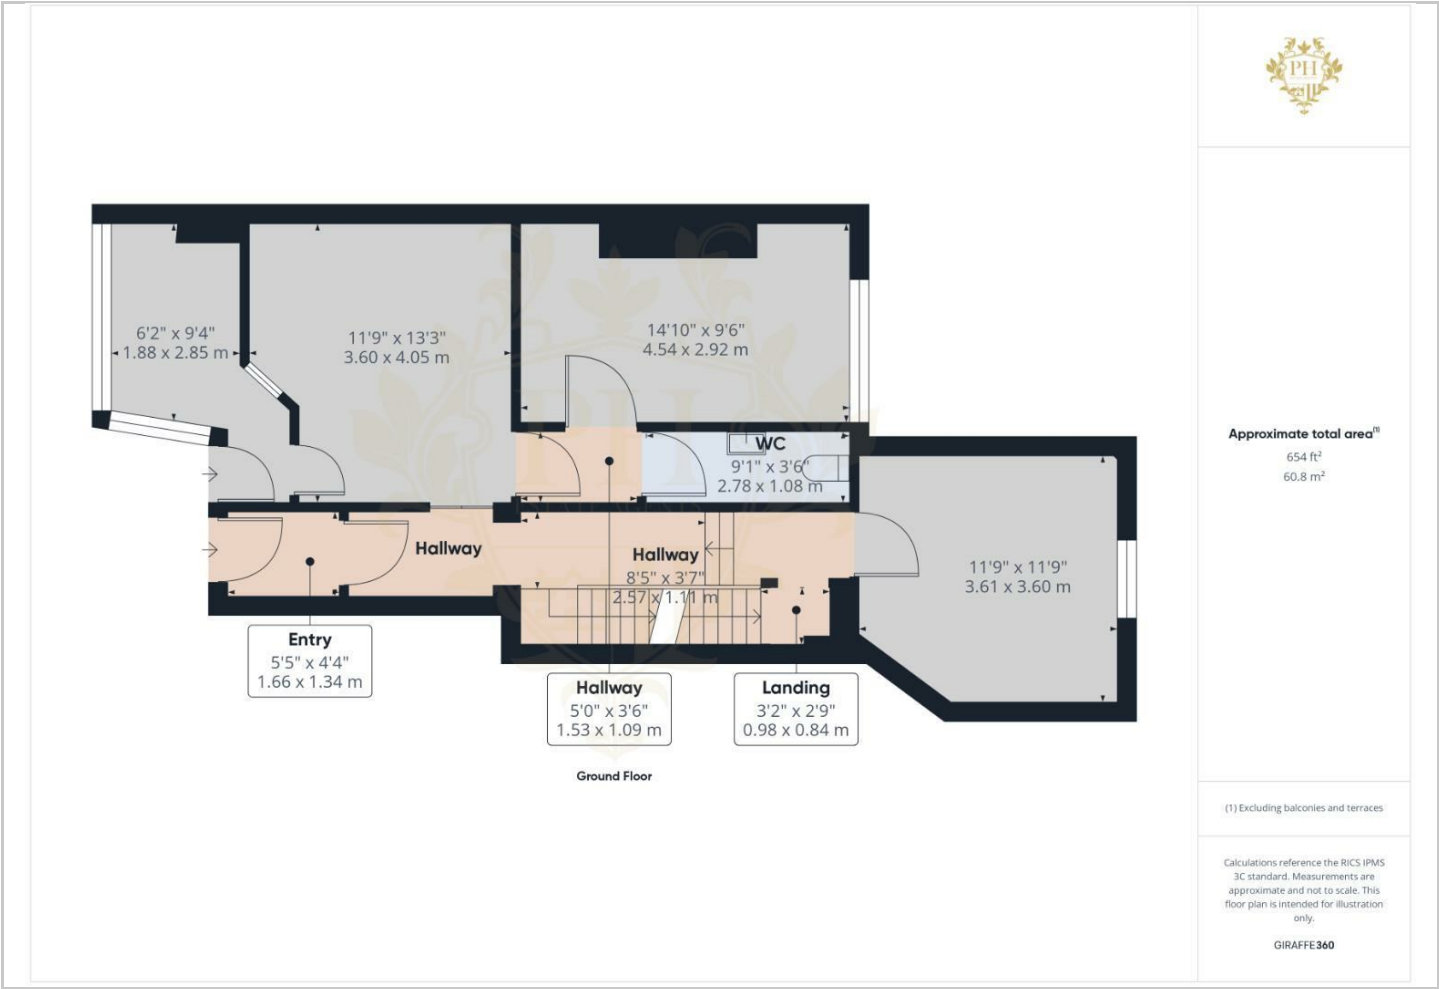 PH
6'2" x 9'4"
1.88 x 2.85 m
11'9" x 13'3"
3.60 x 4.05 m
14'10" x 9'6"
4.54 x 2.92 m
WC
9'1" x 3'6"
2.78 x 1.08 m
Hallway
Hallway
8'5" x 3'7"
2.57 x 1.11 m
11'9" x 11'9"
3.61 x 3.60 m
Entry
5'5" x 4'4"
1.66 x 1.34 m
Hallway
5'0" x 3'6"
1.53 x 1.09 m
Landing
3'2" x 2'9"
0.98 x 0.84 m
Ground Floor
PH
Approximate total area(1)
654 ft²
60.8 m²
(1) Excluding balconies and terraces
Calculations reference the RICS IPMS
3C standard. Measurements are
approximate and not to scale. This
floor plan is intended for illustration
only.
GIRAFFE360